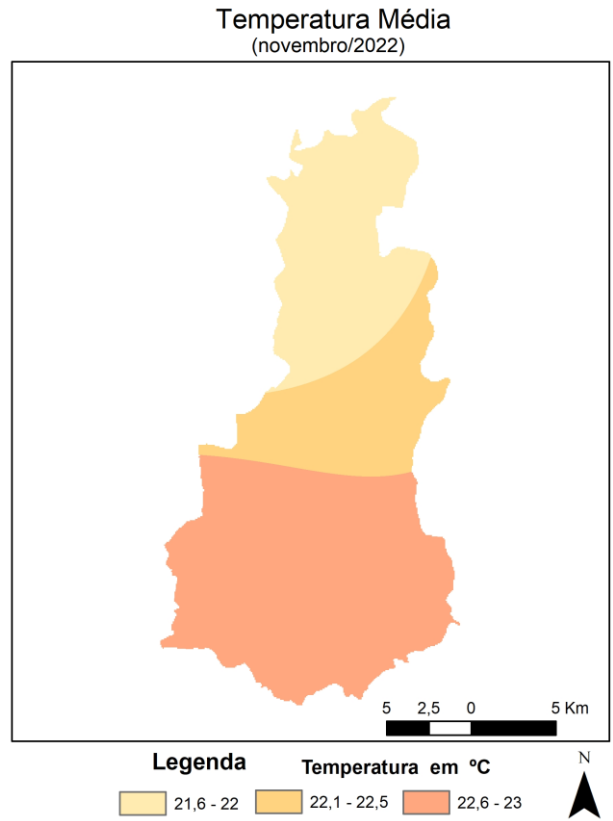 Temperatura Média
(novembro/2022)
5 2,5 0 5 Km
Legenda
Temperatura em ºC
N
21,6 - 22 22,1 - 22,5 22,6 - 23